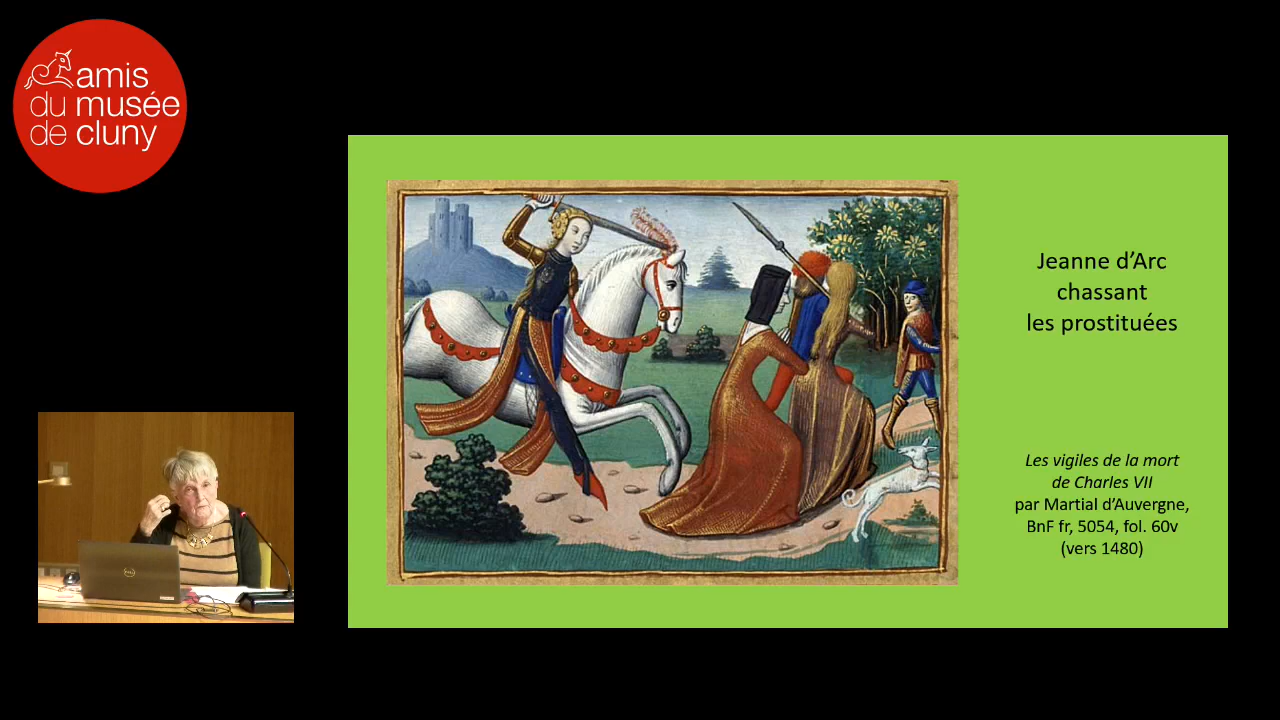 amis
du musée
de cluny
Jeanne d’Arc
chassant
les prostituées
Les vigiles de la mort
de Charles VII
par Martial d’Auvergne,
BnF fr, 5054, fol. 60v
(vers 1480)